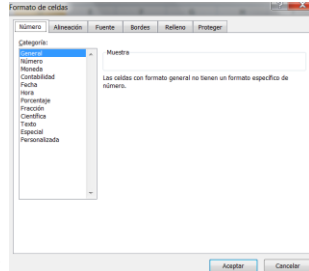 Formato de celdas
Número Alineación Fuente Bordes Relleno Proteger
Categoría:
General
Número
Moneda
Contabilidad
Fecha
Hora
Porcentaje
Fracción
Científica
Texto
Especial
Personalizada
Muestra
Las celdas con formato general no tienen un formato específico de
número.
Aceptar Cancelar